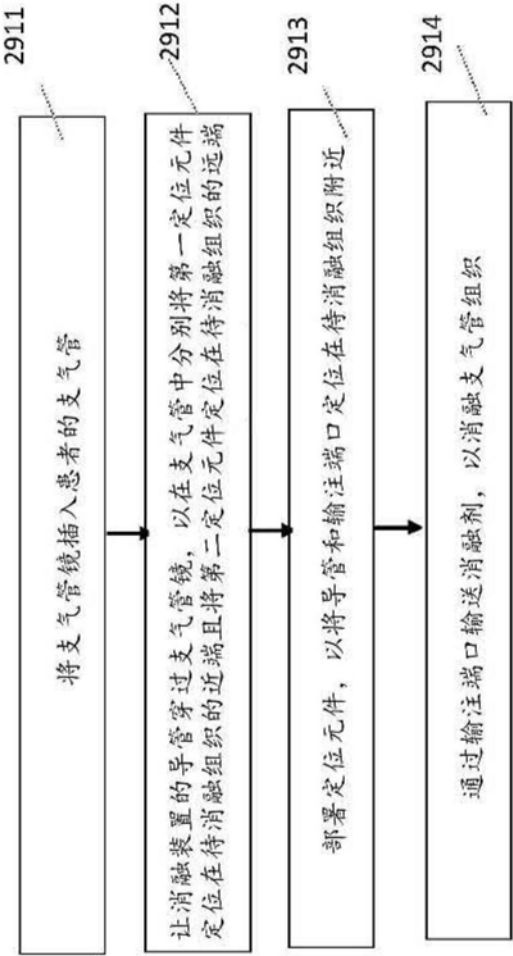 2911
将支气管镜插入患者的支气管
2912
让消融装置的导管穿过支气管镜，以在支气管中分别将第一定位元件
定位在待消融组织的近端且将第二定位元件定位在待消融组织的远端
2913
部署定位元件，以将导管和输注端口定位在待消融组织附近
2914
通过输注端口输送消融剂，以消融支气管组织